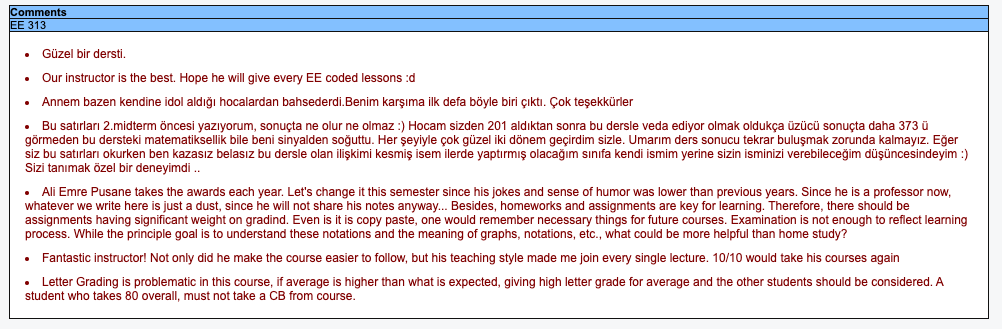 Comments
EE 313
• Güzel bir dersti.
• Our instructor is the best. Hope he will give every EE coded lessons :d
• Annem bazen kendine idol aldığı hocalardan bahsederdi.Benim karşıma ilk defa böyle biri çıktı. Çok teşekkürler
• Bu satırları 2.midterm öncesi yazıyorum, sonuçta ne olur ne olmaz :) Hocam sizden 201 aldıktan sonra bu dersle veda ediyor olmak oldukça üzücü sonuçta daha 373 ü
görmeden bu dersteki matematiksellik bile beni sinyalden soğuttu. Her şeyiyle çok güzel iki dönem geçirdim sizle. Umarım ders sonucu tekrar buluşmak zorunda kalmayız. Eğer
siz bu satırları okurken ben kazasız belasız bu dersle olan ilişkimi kesmiş isem ilerde yaptırmış olacağım sınıfa kendi ismim yerine sizin isminizi verebileceğim düşüncesindeyim :)
Sizi tanımak özel bir deneyimdi ..
• Ali Emre Pusane takes the awards each year. Let's change it this semester since his jokes and sense of humor was lower than previous years. Since he is a professor now,
whatever we write here is just a dust, since he will not share his notes anyway... Besides, homeworks and assignments are key for learning. Therefore, there should be
assignments having significant weight on gradind. Even is it is copy paste, one would remember necessary things for future courses. Examination is not enough to reflect learning
process. While the principle goal is to understand these notations and the meaning of graphs, notations, etc., what could be more helpful than home study?
• Fantastic instructor! Not only did he make the course easier to follow, but his teaching style made me join every single lecture. 10/10 would take his courses again
• Letter Grading is problematic in this course, if average is higher than what is expected, giving high letter grade for average and the other students should be considered. A
student who takes 80 overall, must not take a CB from course.